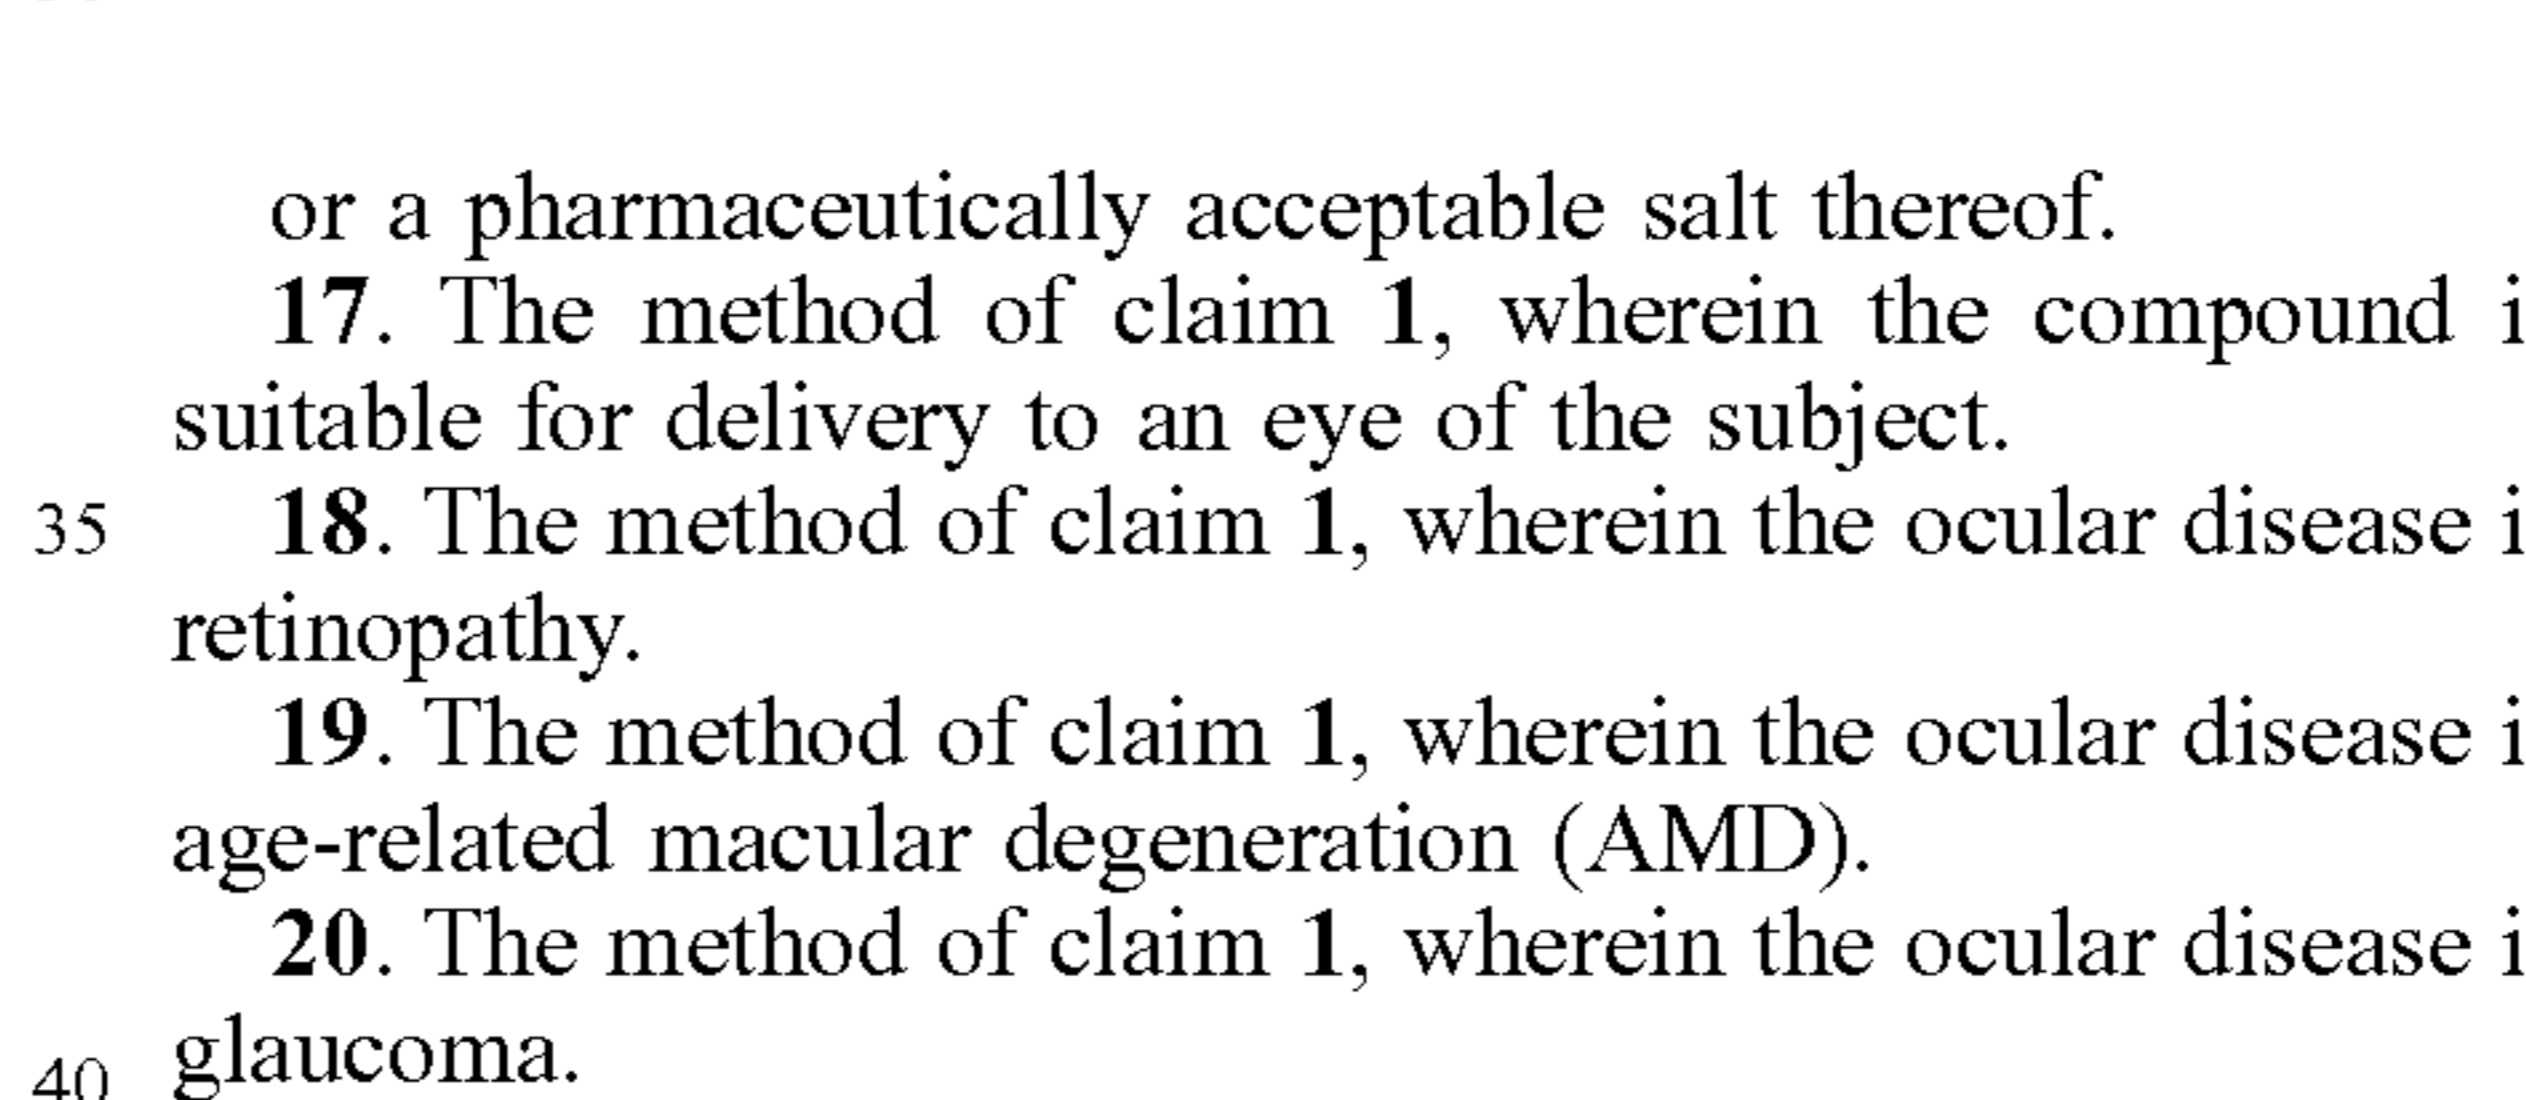 or a pharmaceutically acceptable salt thereof.
17. The method of claim 1, wherein the compound i
suitable for delivery to an eye of the subject.
35 18. The method of claim 1, wherein the ocular disease i
retinopathy.
19. The method of claim 1, wherein the ocular disease i
age-related macular degeneration (AMD).
20. The method of claim 1, wherein the ocular disease i
40 glaucoma.